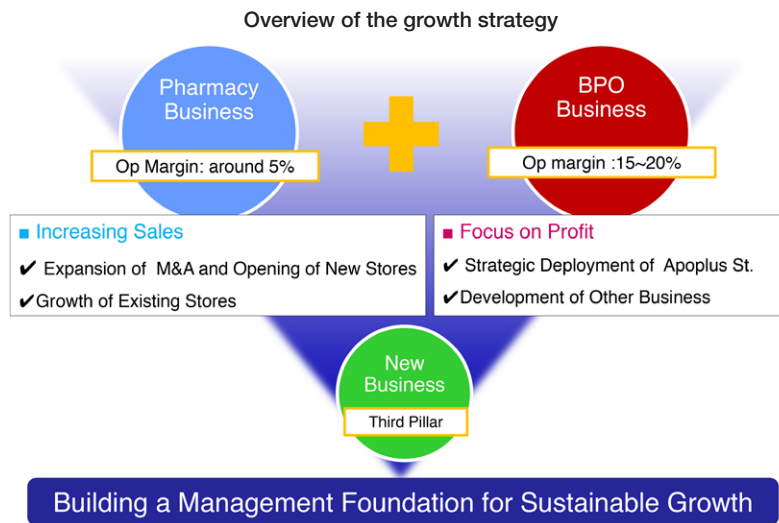 Overview of the growth strategy
Pharmacy
Business
Op Margin: around 5%
BPO
Business
Op margin :15~20%
■ Increasing Sales
✔ Expansion of M&A and Opening of New Stores
✔Growth of Existing Stores
■ Focus on Profit
✔ Strategic Deployment of Apoplus St.
✔Development of Other Business
New
Business
Third Pillar
Building a Management Foundation for Sustainable Growth